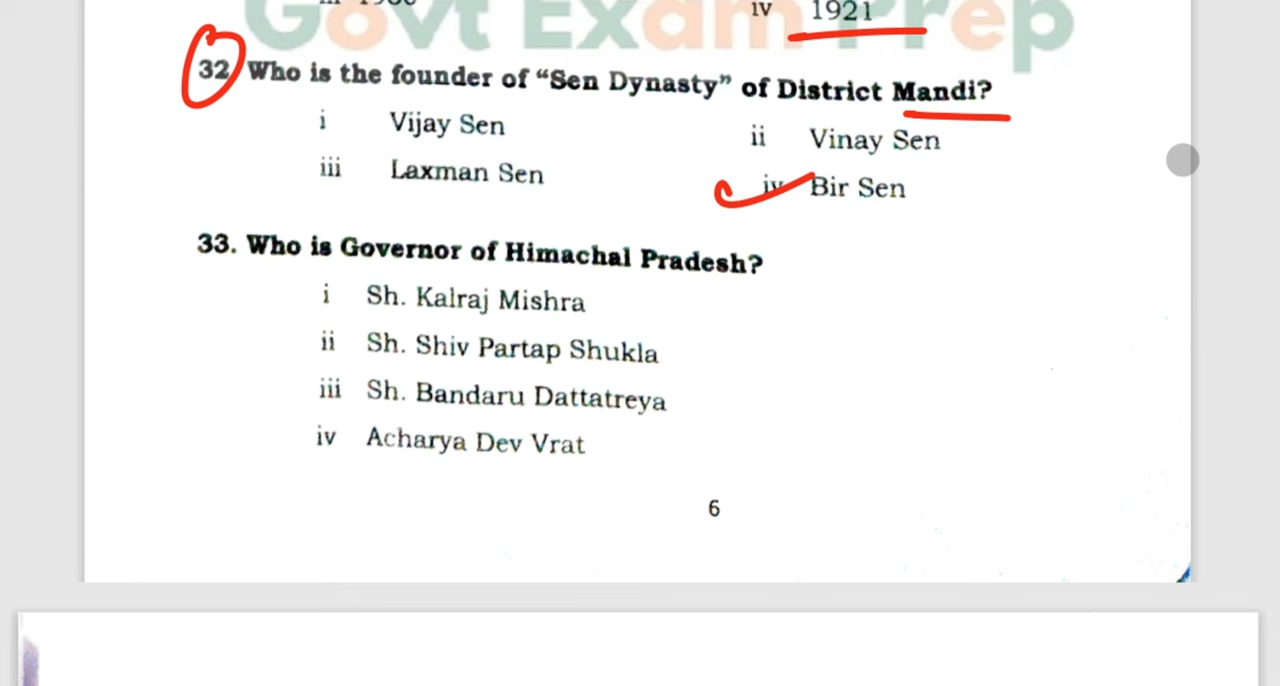 Govt Exam Prep
iv 1921
32 Who is the founder of “Sen Dynasty” of District Mandi?
i Vijay Sen ii Vinay Sen
iii Laxman Sen iv Bir Sen
33. Who is Governor of Himachal Pradesh?
i Sh. Kalraj Mishra
ii Sh. Shiv Partap Shukla
iii Sh. Bandaru Dattatreya
iv Acharya Dev Vrat
6